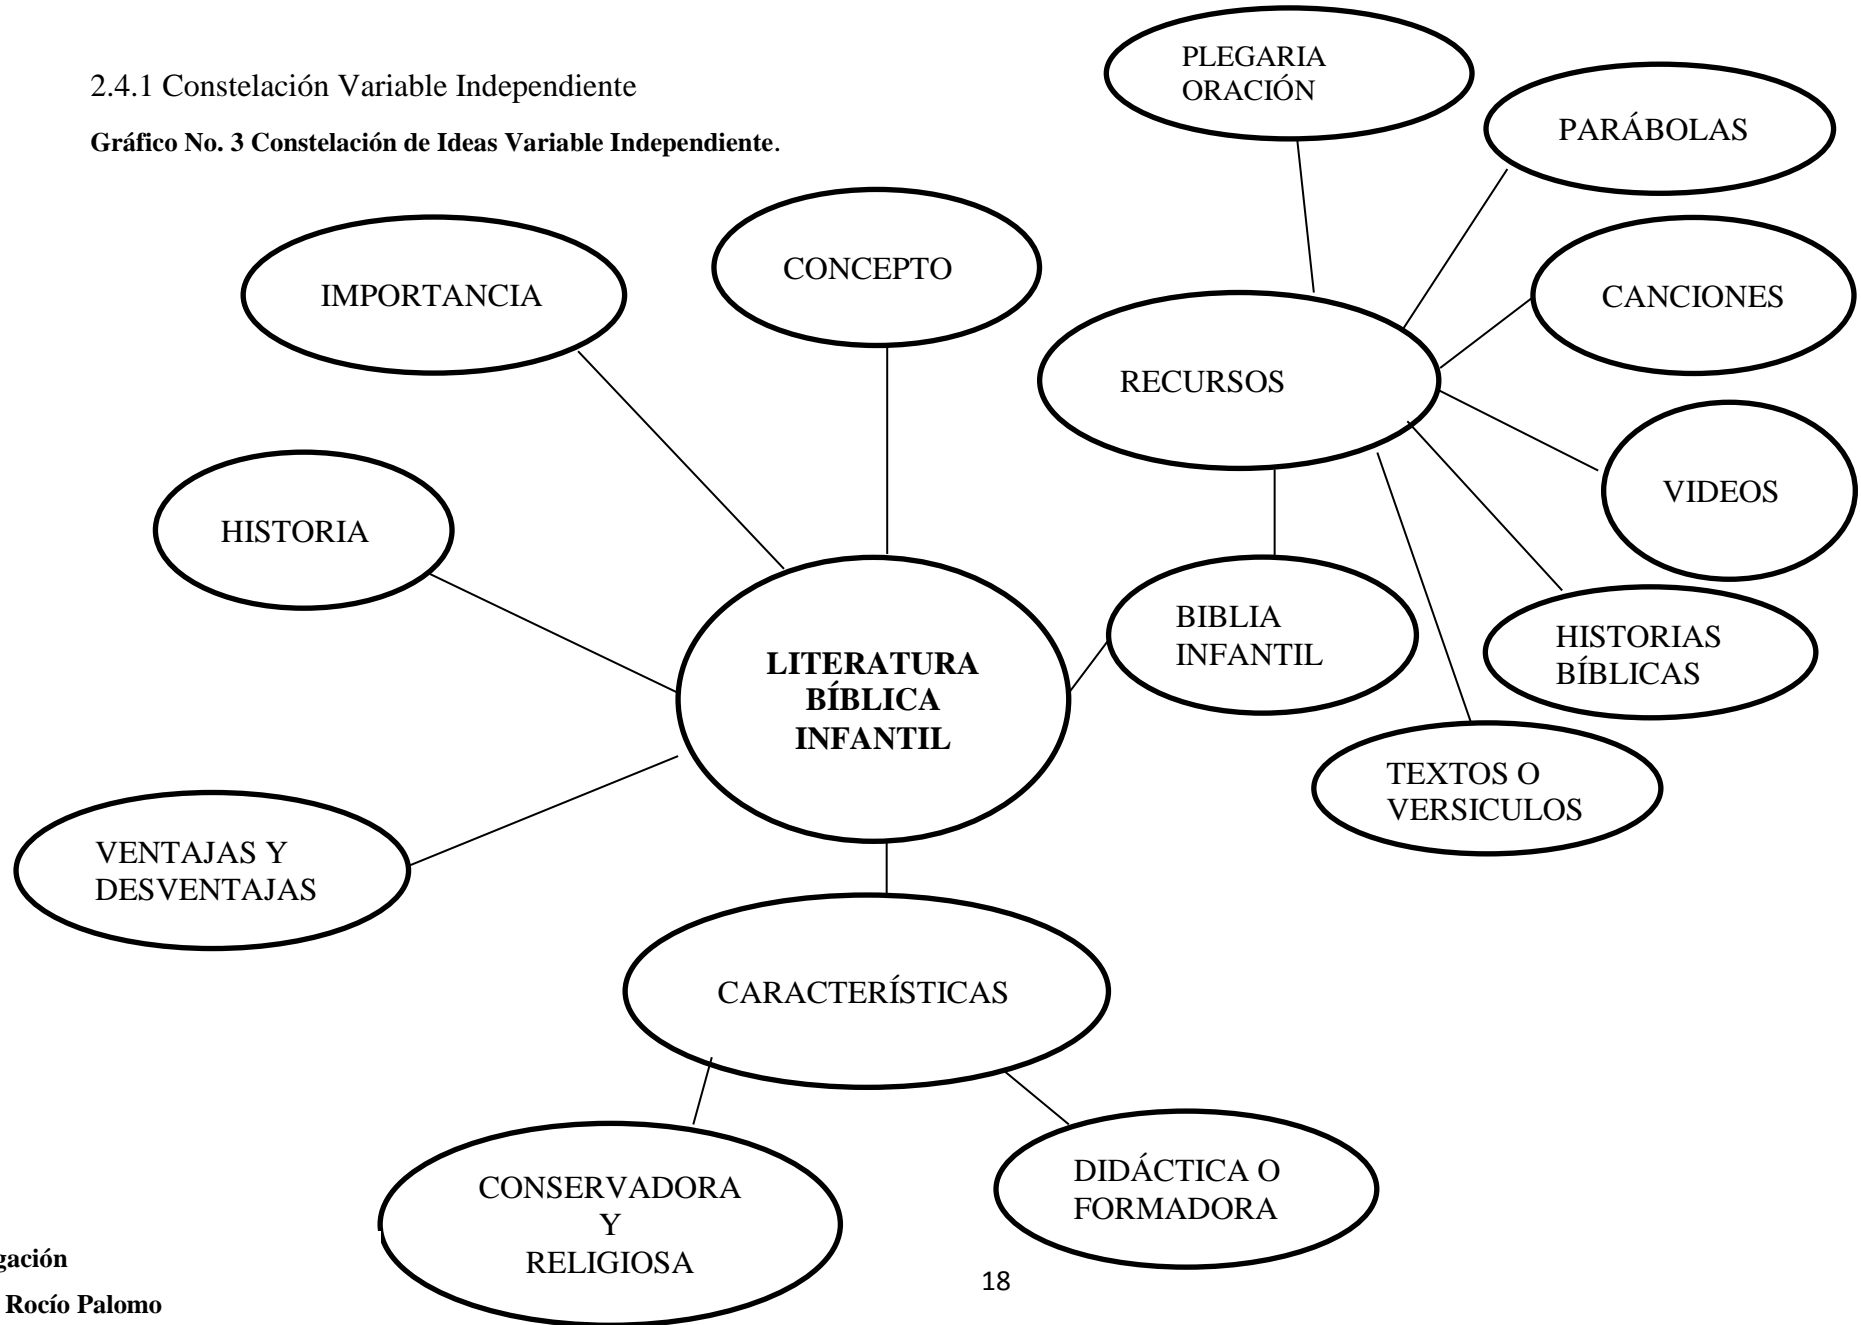 2.4.1 Constelación Variable Independiente
Gráfico No. 3 Constelación de Ideas Variable Independiente.
PLEGARIA
ORACIÓN
PARÁBOLAS
IMPORTANCIA
CONCEPTO
CANCIONES
RECURSOS
VIDEOS
HISTORIA
BIBLIA
INFANTIL
HISTORIAS
BÍBLICAS
LITERATURA
BÍBLICA
INFANTIL
TEXTOS O
VERSICULOS
VENTAJAS Y
DESVENTAJAS
CARACTERÍSTICAS
CONSERVADORA
Y
RELIGIOSA
DIDÁCTICA O
FORMADORA
gación
Rocío Palomo
18